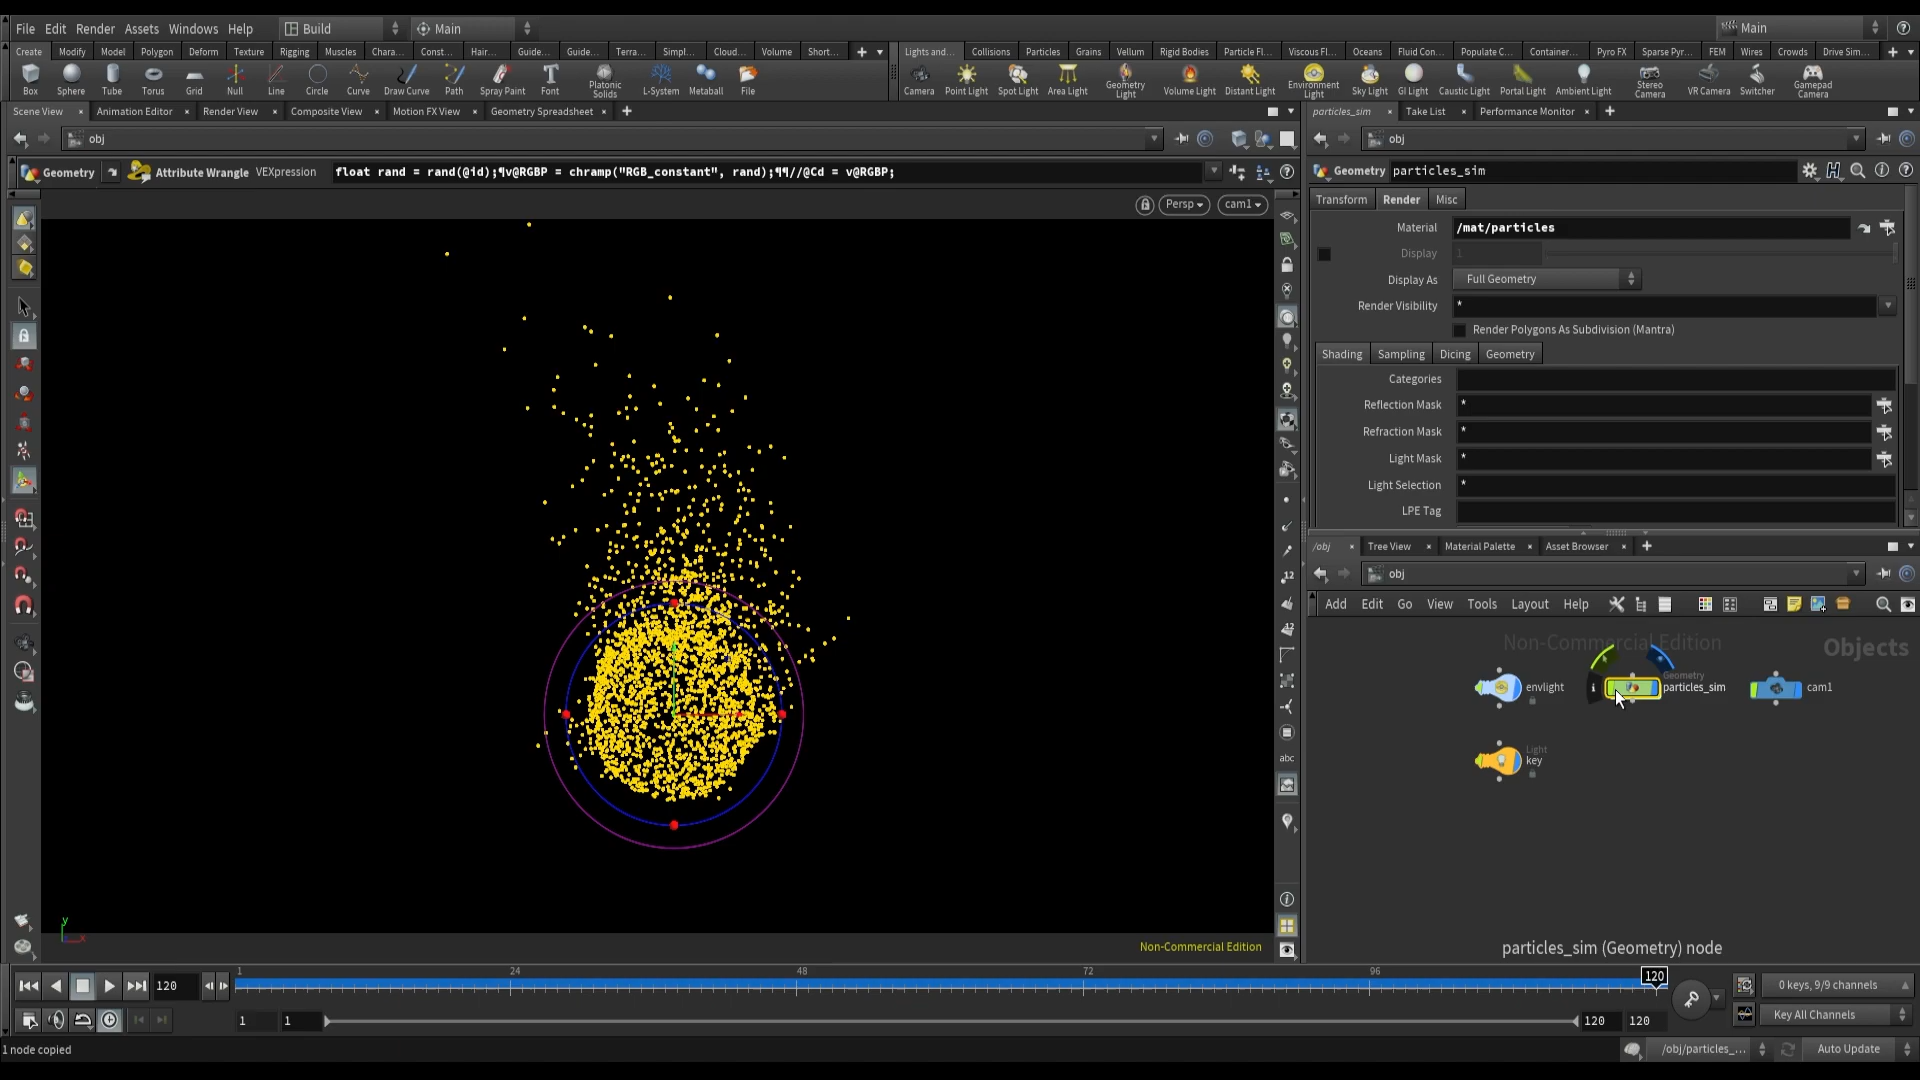 File Edit Render Assets Windows Help Build Main Main
Create Modify Model Polygon Deform Texture Rigging Muscles Chara... Const... Hair... Guide... Guide... Terra... Simpl... Cloud... Volume Short... Lights and... Collisions Particles Grains Vellum Rigid Bodies Particle Fl... Viscous Fl... Oceans Fluid Con... Populate C... Container... Pyro FX Sparse Pyr... FEM Wires Crowds Drive Sim...
Box Sphere Tube Torus Grid Null Line Circle Curve Draw Curve Path Spray Paint Font Platonic Solids L-System Metaball File Camera Point Light Spot Light Area Light Geometry Light Volume Light Distant Light Environment Light Sky Light GI Light Caustic Light Portal Light Ambient Light Stereo Camera VR Camera Switcher Gamepad Camera
Scene View Animation Editor Render View Composite View Motion FX View Geometry Spreadsheet particles_sim Take List Performance Monitor
obj obj
Geometry Attribute Wrangle VEXpression float rand = rand(@id);¶v@RGBP = chramp("RGB_constant", rand);¶¶//@Cd = v@RGBP; Geometry particles_sim
Transform Render Misc
Persp cam1
Material /mat/particles
Display 1
Display As Full Geometry
Render Visibility *
Render Polygons As Subdivision (Mantra)
Shading Sampling Dicing Geometry
Categories
Reflection Mask *
Refraction Mask *
Light Mask *
Light Selection *
LPE Tag
/obj Tree View Material Palette Asset Browser
obj
Add Edit Go View Tools Layout Help
Non-Commercial Edition Objects
Geometry
envlight particles_sim cam1
Light
key
12
12
abc
y
x
Non-Commercial Edition particles_sim (Geometry) node
1 24 48 72 96 120
120 0 keys, 9/9 channels
1 1 120 120 Key All Channels
1 node copied /obj/particles_... Auto Update